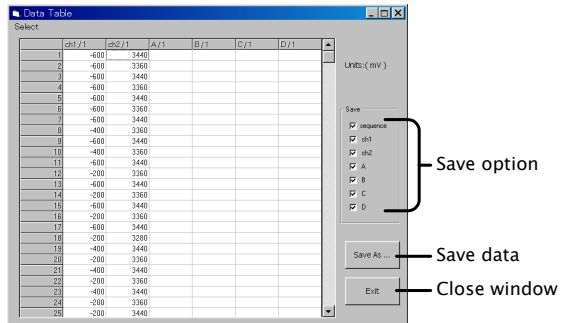 Data Table
Select
ch1/1 ch2/1 A/1 B/1 C/1 D/1
1 -600 3440
2 -600 3360
3 -600 3440
4 -600 3360
5 -600 3440
6 -600 3360
7 -600 3440
8 -400 3360
9 -600 3440
10 -400 3360
11 -600 3440
12 -200 3360
13 -600 3440
14 -200 3360
15 -600 3440
16 -200 3360
17 -600 3440
18 -200 3280
19 -400 3440
20 -200 3360
21 -400 3440
22 -200 3360
23 -400 3440
24 -200 3360
25 -200 3440
Units:( mV )
Save
sequence
ch1
ch2
A
B
C
D
Save option
Save As ...
Save data
Exit
Close window